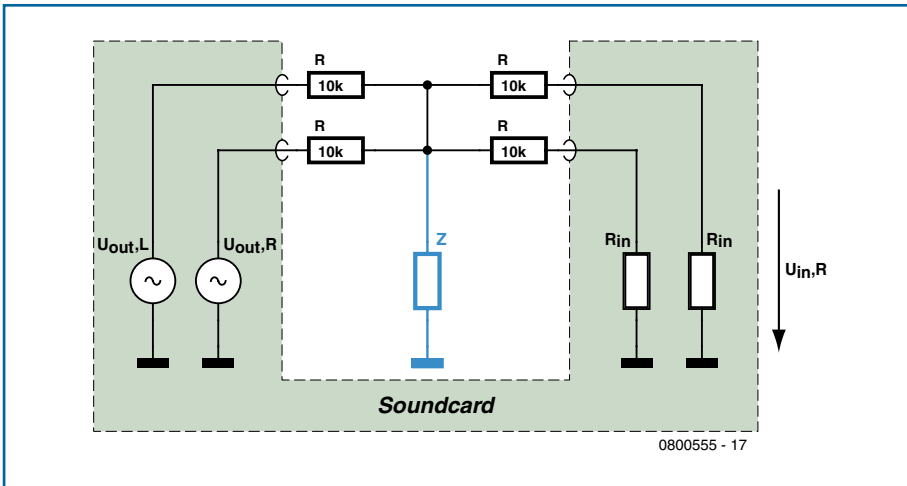 R R
10k 10k
R R
10k 10k
Uout,L Uout,R Z Rin Rin
Uin,R
Soundcard
0800555 - 17